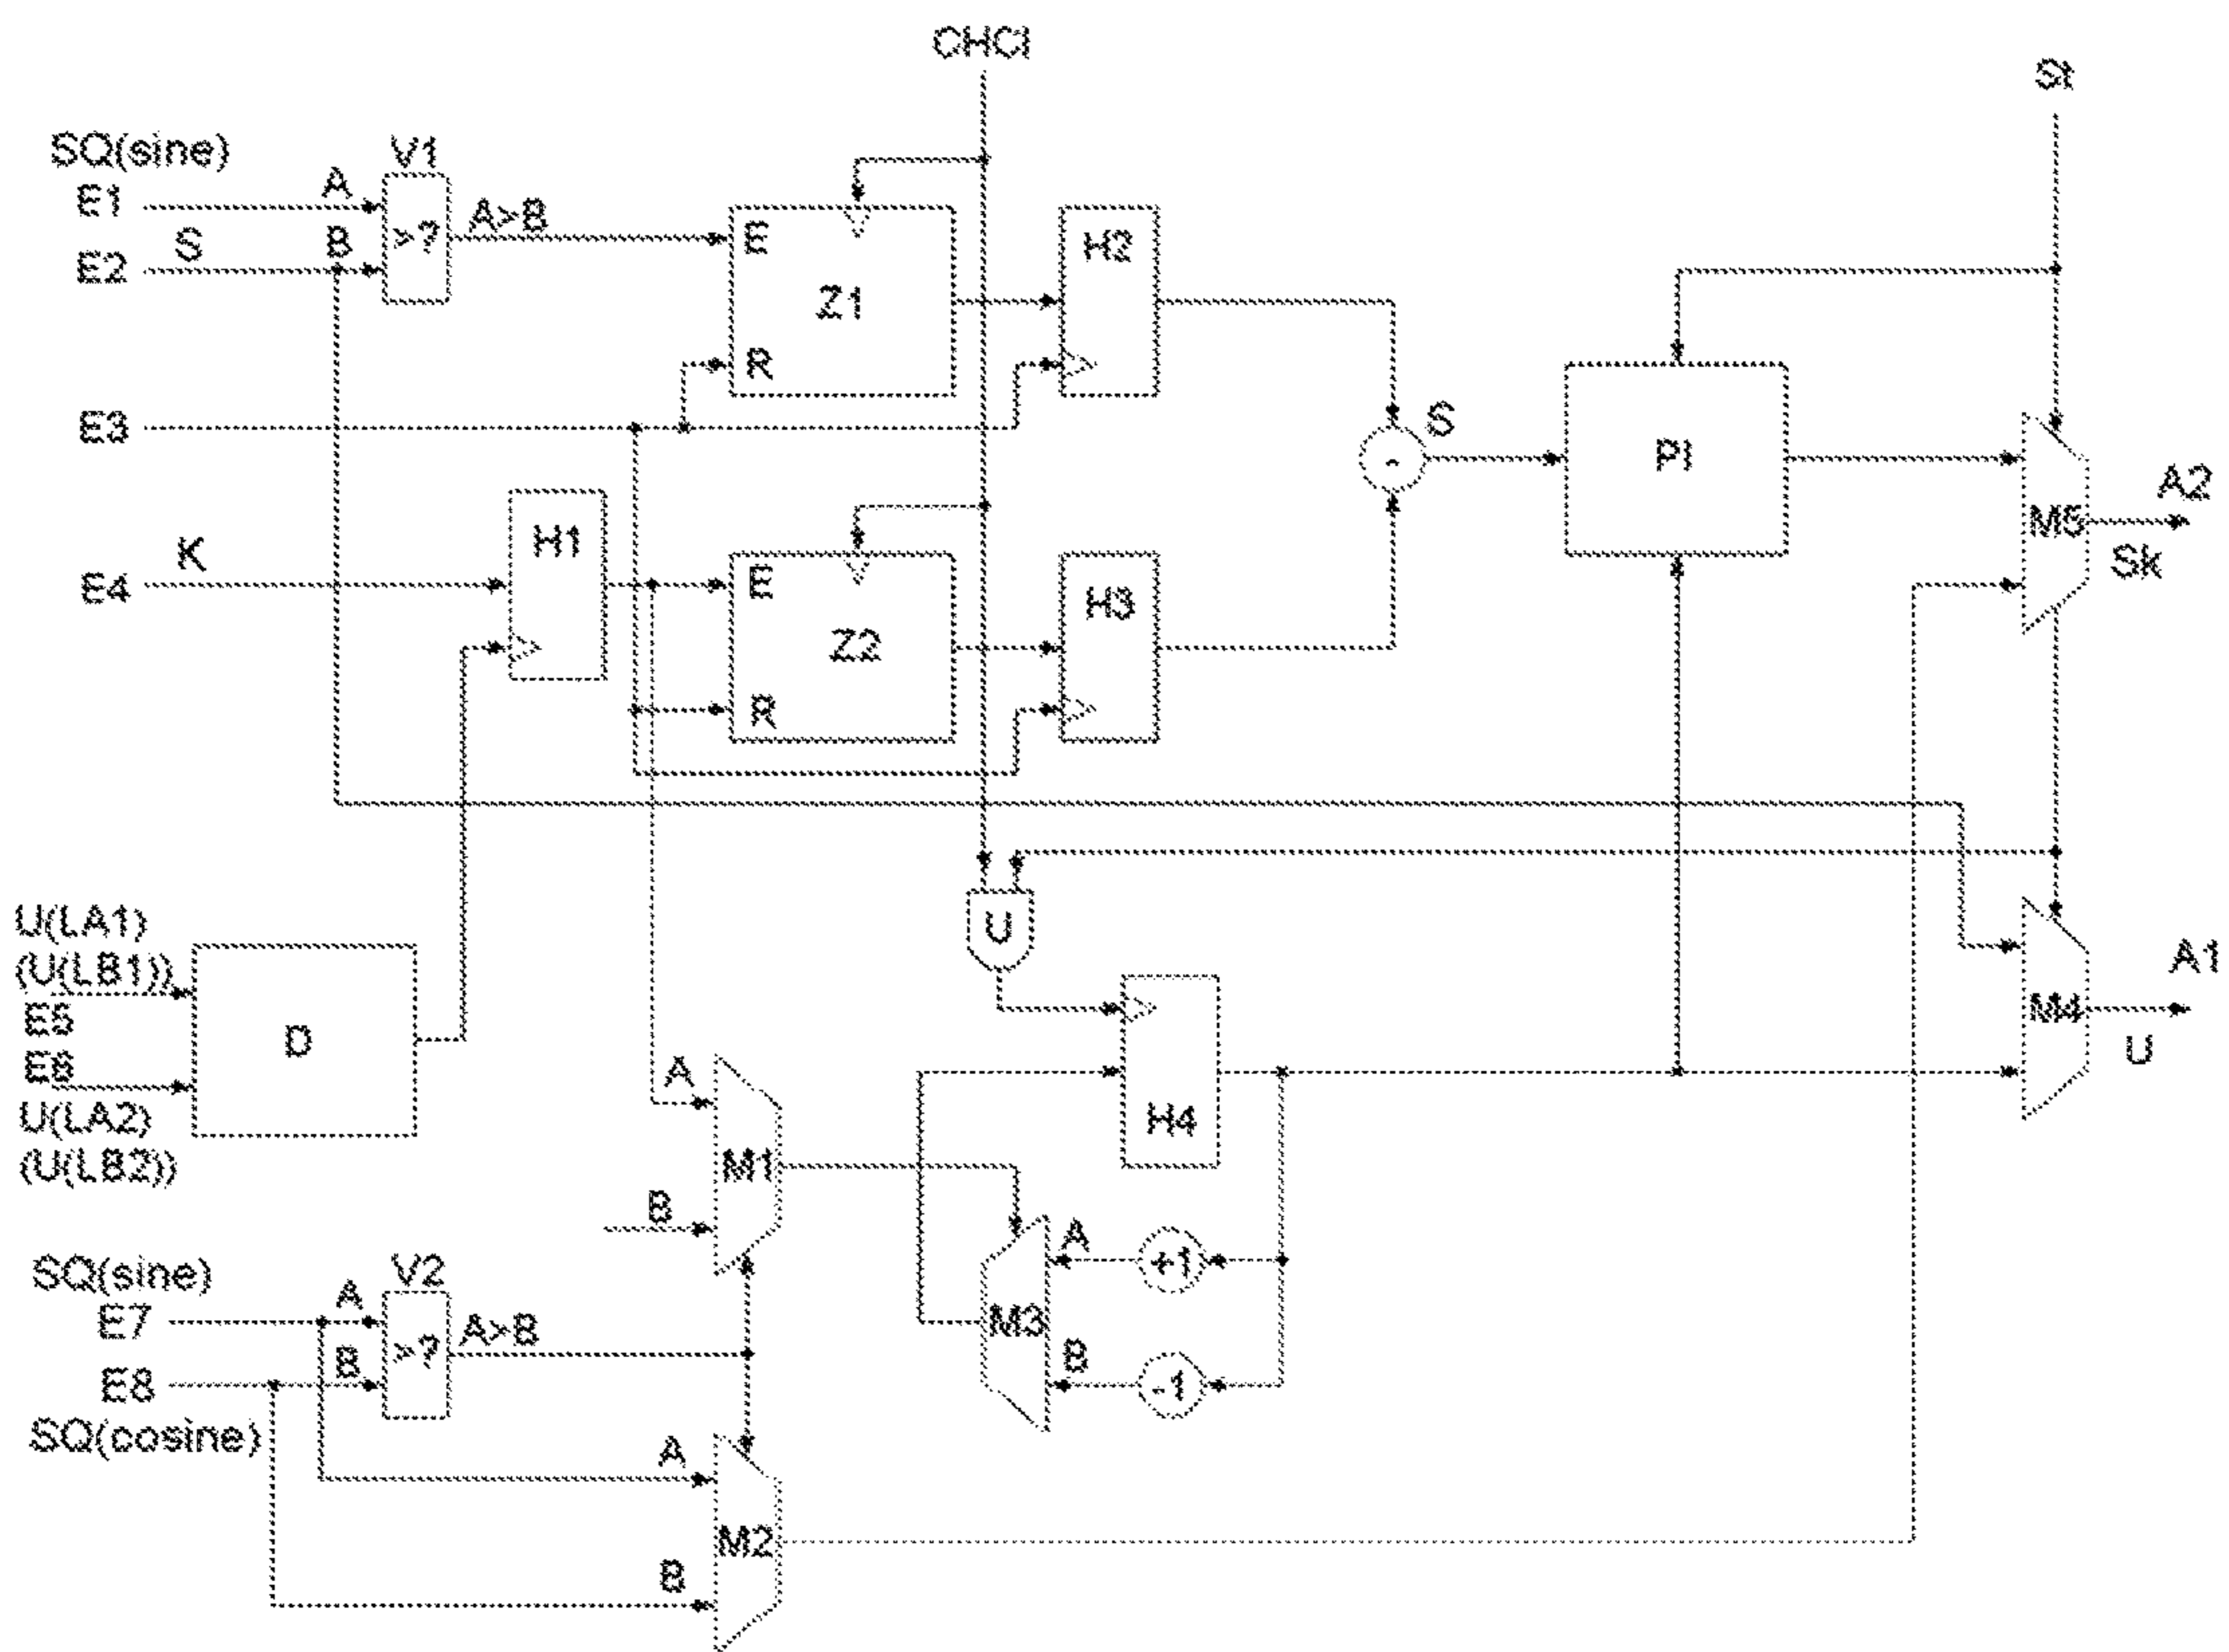 CHCl
St
SQ(sine)
V1
E1
A
>?
A>B
E2
S
B
E
Z1
R
H2
E3
S
PI
-
M5
A2
Sk
E4
K
H1
E
Z2
R
H3
U(LA1)
(U(LB1))
E5
E6
U(LA2)
(U(LB2))
D
U
H4
M4
A1
U
A
M1
B
SQ(sine)
E7
V2
A
>?
A>B
E8
B
SQ(cosine)
M3
A
+1
B
-1
A
M2
B